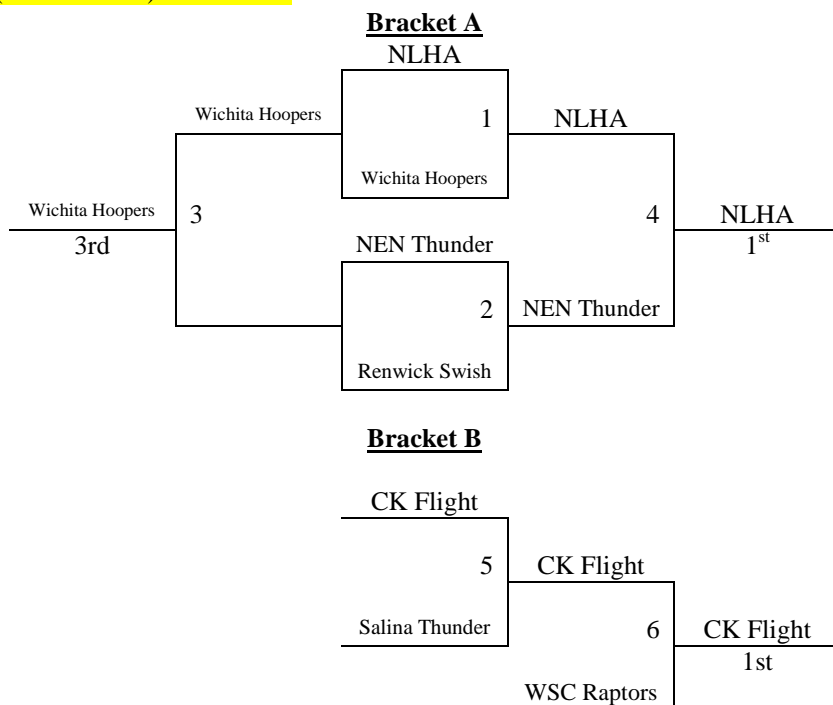 Bracket A
NLHA
Wichita Hoopers
1
NLHA
Wichita Hoopers
Wichita Hoopers
3
4
NLHA
3rd
NEN Thunder
1st
2
NEN Thunder
Renwick Swish
Bracket B
CK Flight
5
CK Flight
Salina Thunder
6
CK Flight
1st
WSC Raptors